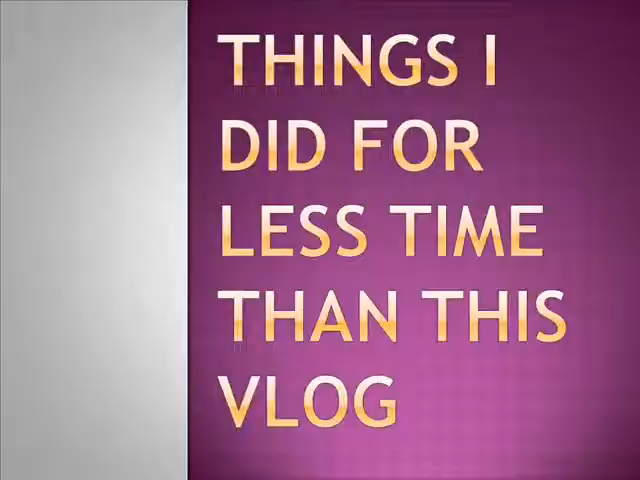 THINGS I
DID FOR
LESS TIME
THAN THIS
VLOG